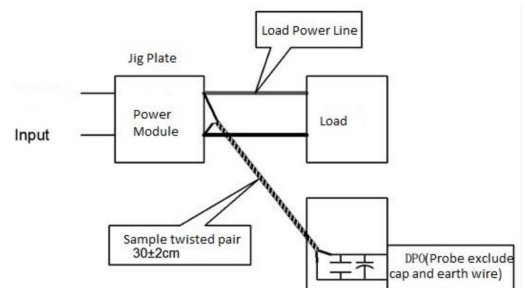 Load Power Line
Jig Plate
Input
Power
Module
Load
Sample twisted pair
30±2cm
DPO(Probe exclude
cap and earth wire)